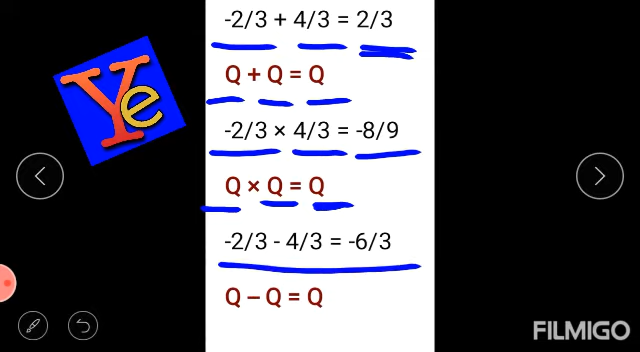 -2/3 + 4/3 = 2/3
Q + Q = Q
Ye
-2/3 × 4/3 = -8/9
Q × Q = Q
-2/3 - 4/3 = -6/3
Q – Q = Q
FILMIGO